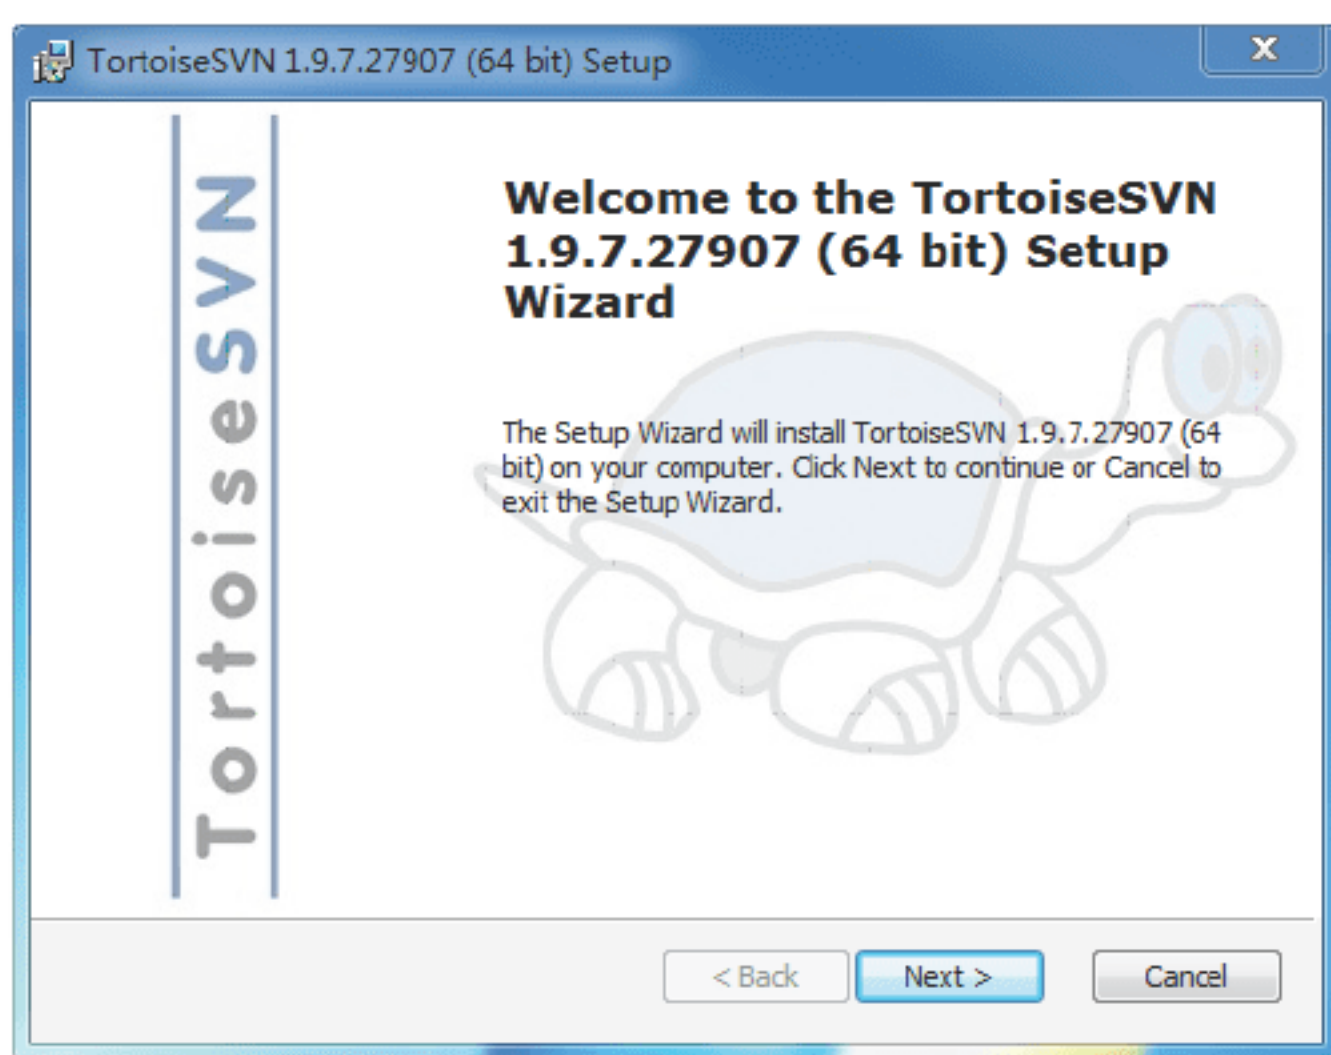 TortoiseSVN 1.9.7.27907 (64 bit) Setup
X
TortoiseSVN
Welcome to the TortoiseSVN
1.9.7.27907 (64 bit) Setup
Wizard
The Setup Wizard will install TortoiseSVN 1.9.7.27907 (64
bit) on your computer. Click Next to continue or Cancel to
exit the Setup Wizard.
< Back
Next >
Cancel